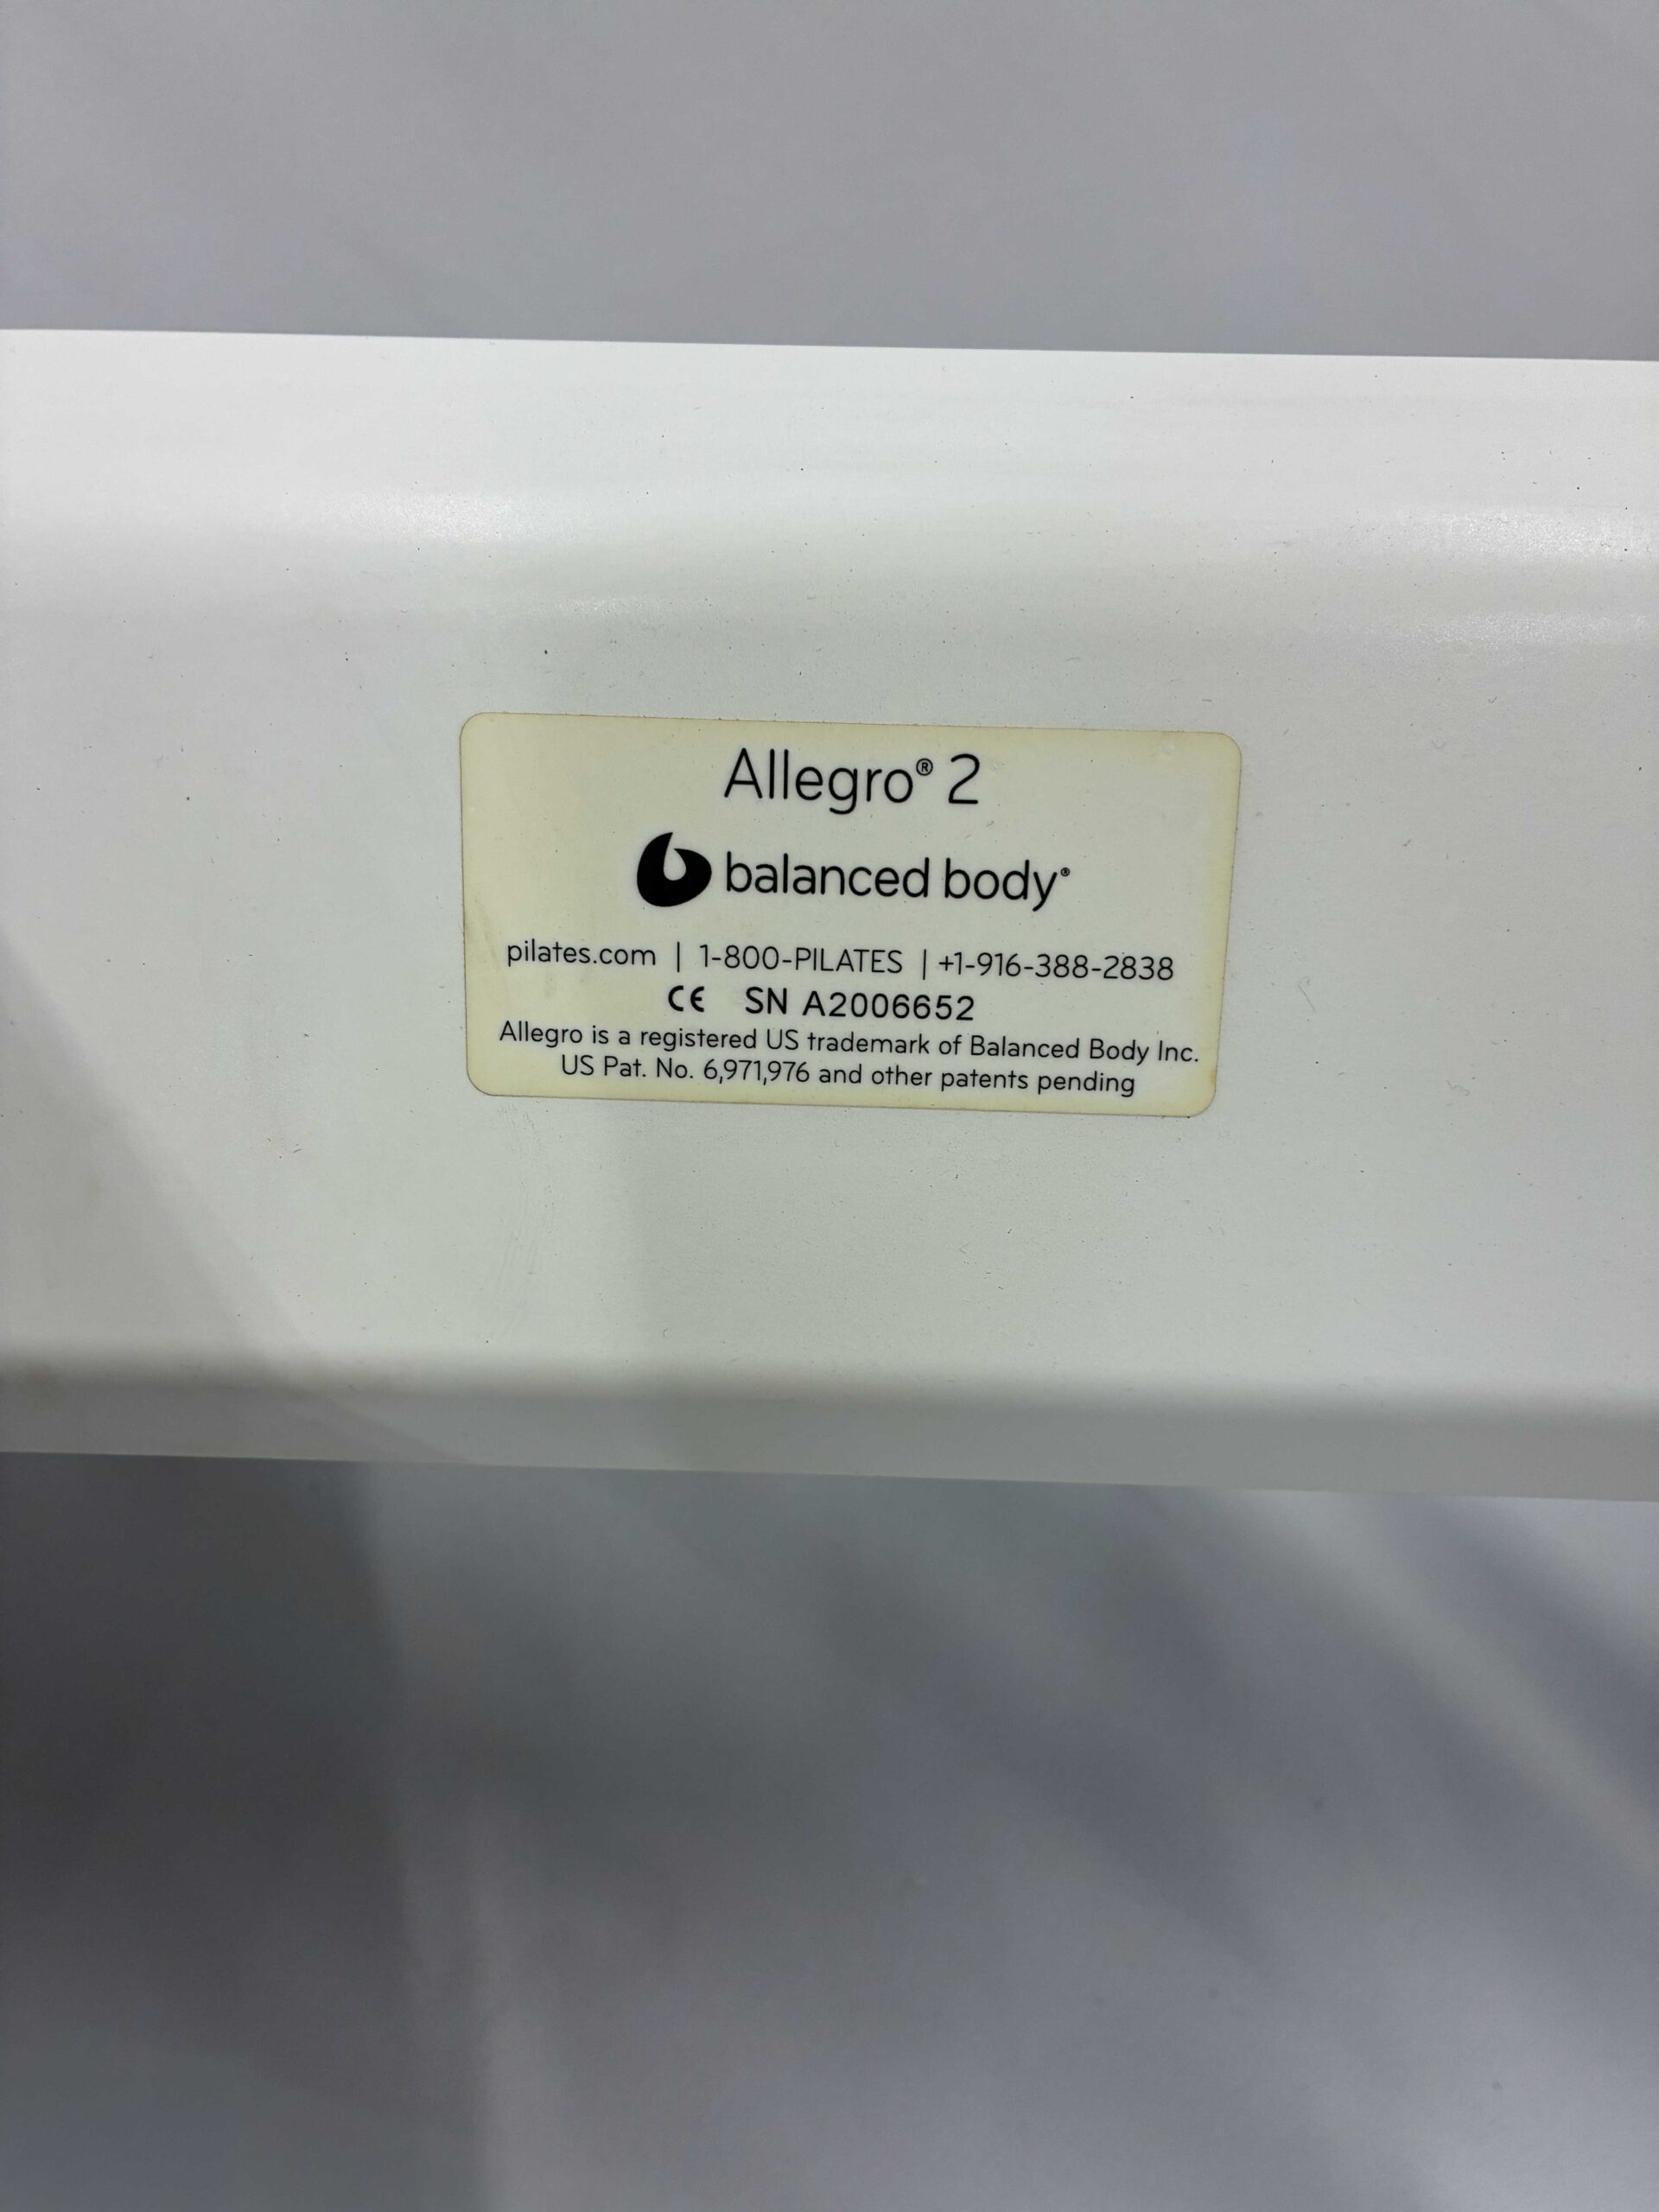 Allegro® 2
balanced body®
pilates.com | 1-800-PILATES | +1-916-388-2838
CE SN A2006652
Allegro is a registered US trademark of Balanced Body Inc.
US Pat. No. 6,971,976 and other patents pending